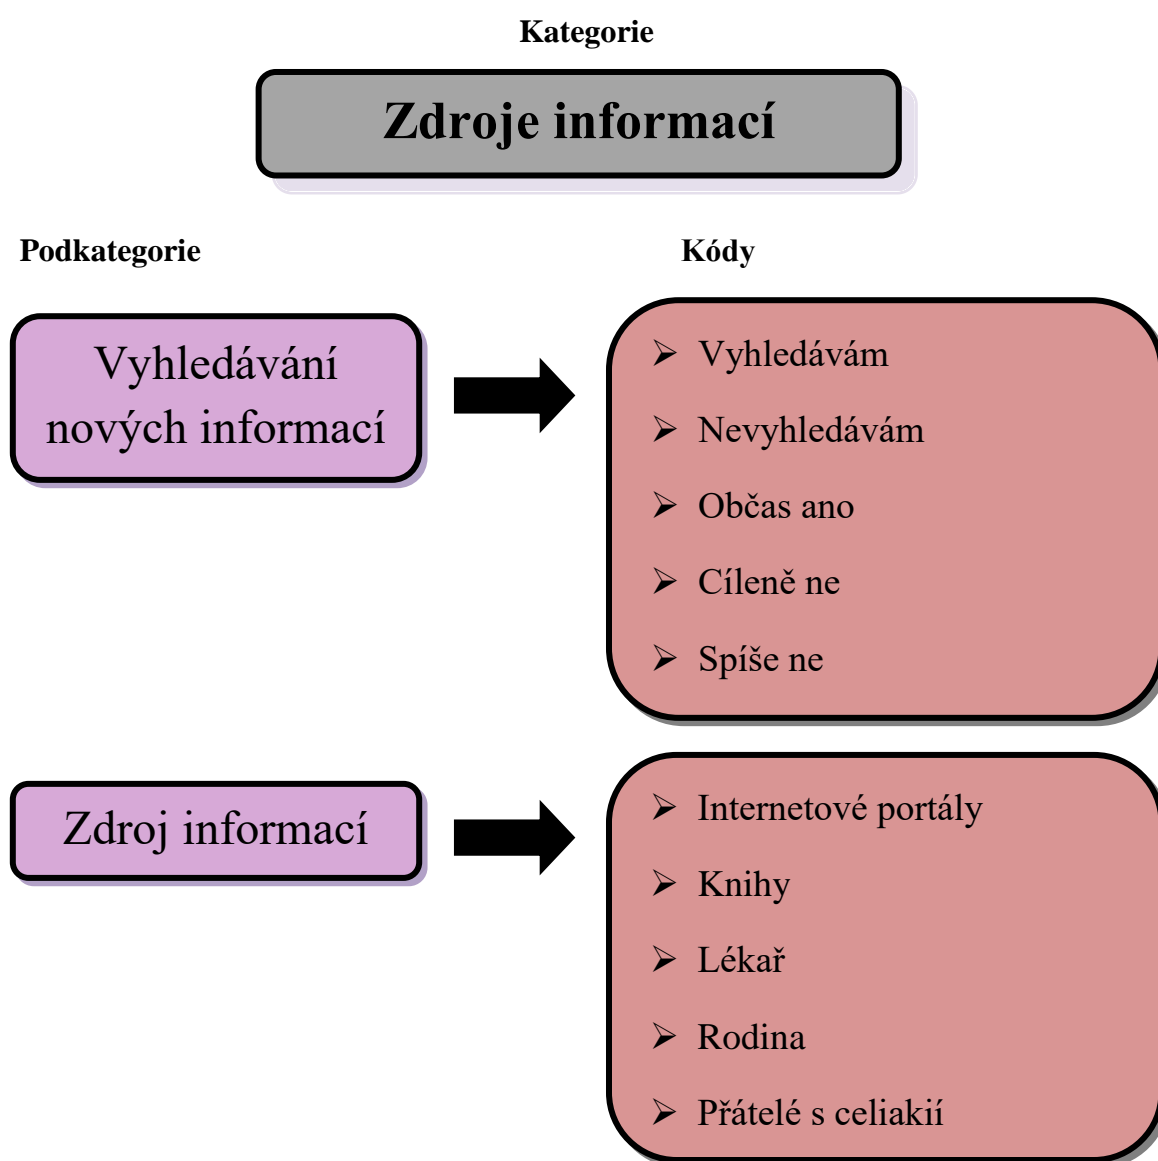 Kategorie
Zdroje informací
Podkategorie
Kódy
Vyhledávání
nových informací
➢ Vyhledávám
➢ Nevyhledávám
➢ Občas ano
➢ Cíleně ne
➢ Spíše ne
Zdroj informací
➢ Internetové portály
➢ Knihy
➢ Lékař
➢ Rodina
➢ Přátelé s celiakií